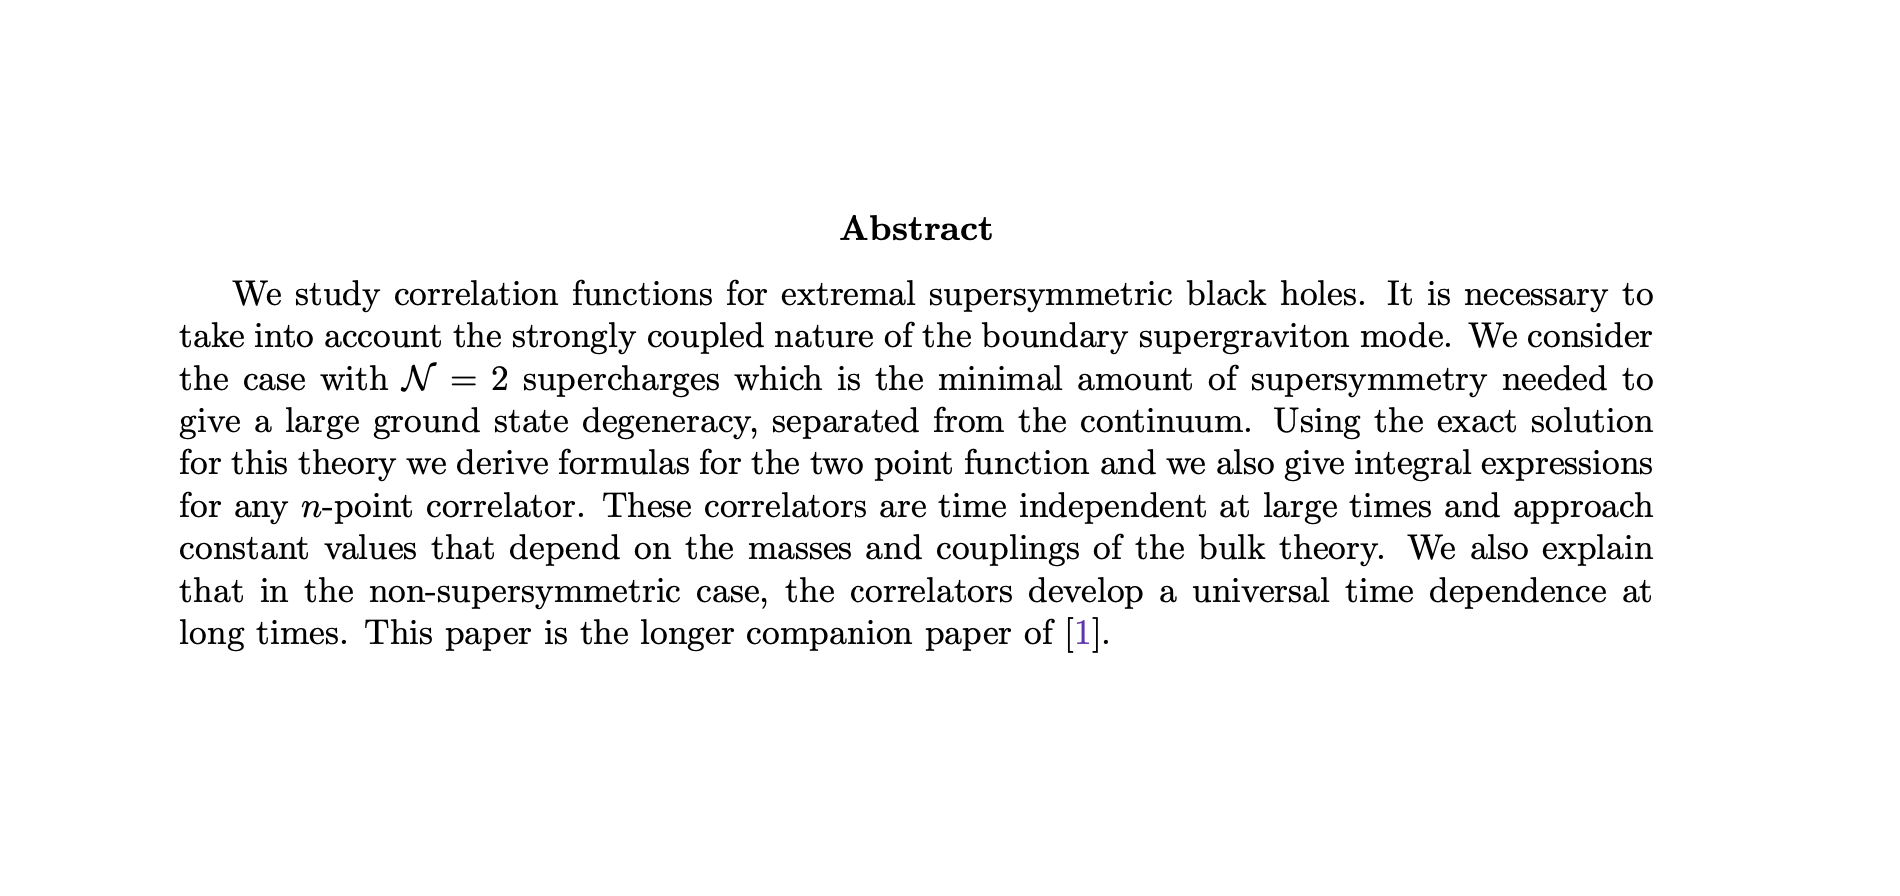 Abstract
We study correlation functions for extremal supersymmetric black holes. It is necessary to
take into account the strongly coupled nature of the boundary supergraviton mode. We consider
the case with 𝒩 = 2 supercharges which is the minimal amount of supersymmetry needed to
give a large ground state degeneracy, separated from the continuum. Using the exact solution
for this theory we derive formulas for the two point function and we also give integral expressions
for any n-point correlator. These correlators are time independent at large times and approach
constant values that depend on the masses and couplings of the bulk theory. We also explain
that in the non-supersymmetric case, the correlators develop a universal time dependence at
long times. This paper is the longer companion paper of [1].